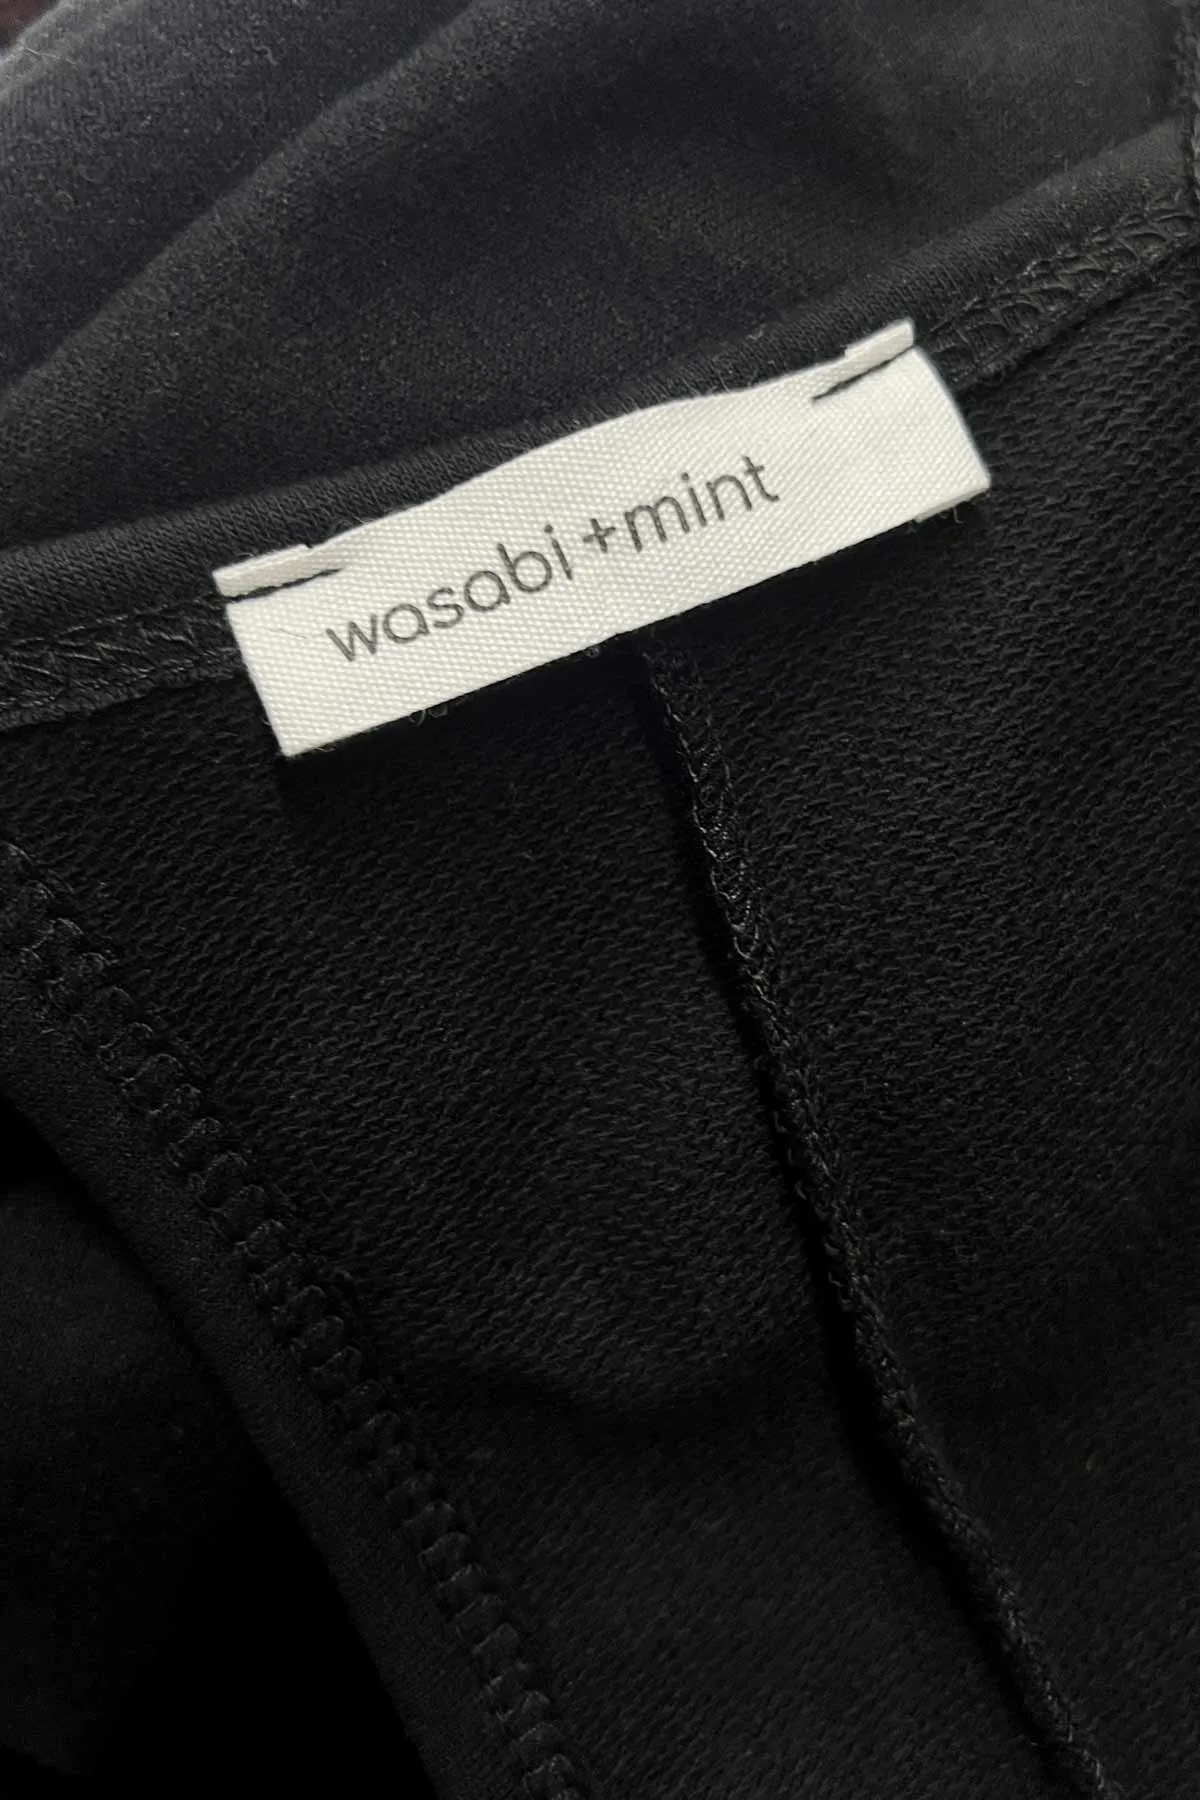 wasabi + mint